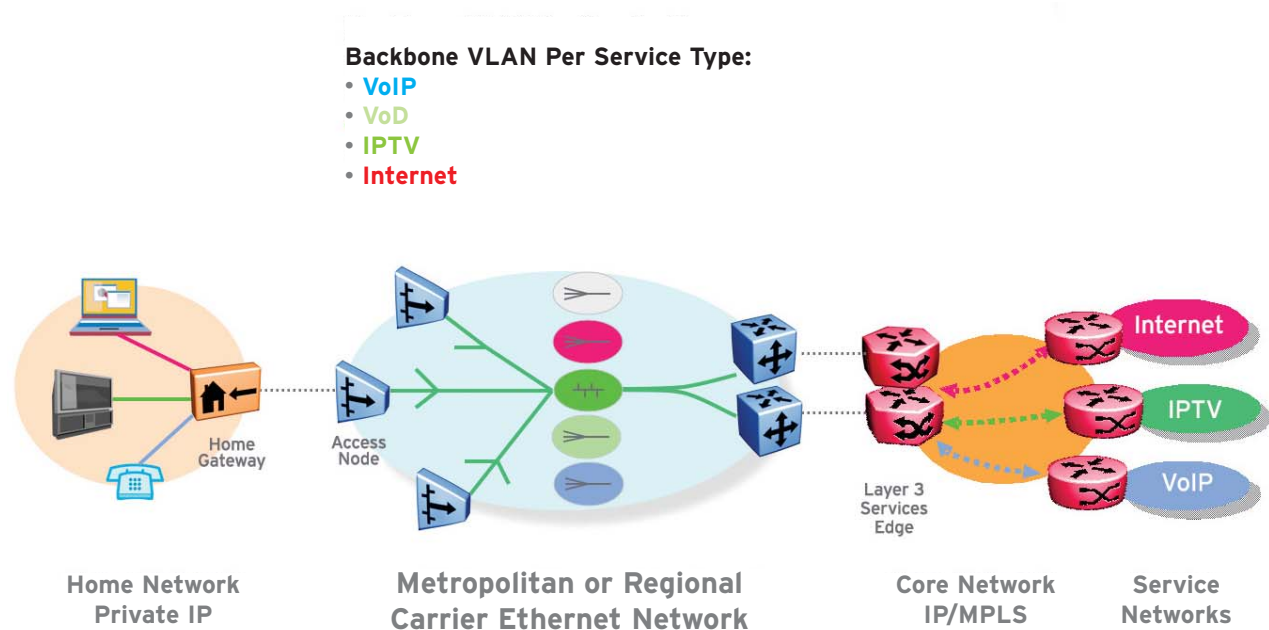 Backbone VLAN Per Service Type:
• VoIP
• VoD
• IPTV
• Internet
Internet
IPTV
VoIP
Home
Gateway
Access
Node
Layer 3
Services
Edge
Home Network
Private IP
Metropolitan or Regional
Carrier Ethernet Network
Core Network
IP/MPLS
Service
Networks